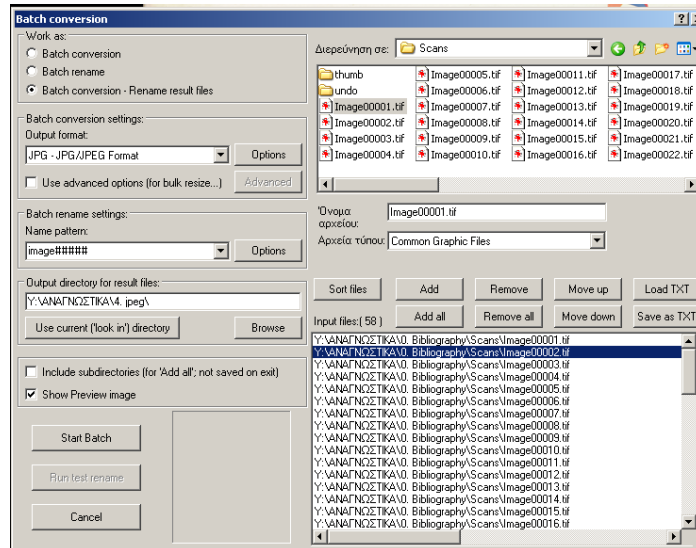 Batch conversion
Work as:
Batch conversion
Batch rename
Batch conversion - Rename result files
Batch conversion settings:
Output format:
JPG - JPG/JPEG Format
Options
Use advanced options (for bulk resize...)
Advanced
Batch rename settings:
Name pattern:
image#####
Options
Output directory for result files:
Y:\ΑΝΑΓΝΩΣΤΙΚΑ\4. jpeg\
Use current ('look in') directory
Browse
Include subdirectories (for 'Add all'; not saved on exit)
Show Preview image
Start Batch
Run test rename
Cancel
Διερεύνηση σε:
Scans
thumb
undo
Image00001.tif
Image00002.tif
Image00003.tif
Image00004.tif
Image00005.tif
Image00006.tif
Image00007.tif
Image00008.tif
Image00009.tif
Image00010.tif
Image00011.tif
Image00012.tif
Image00013.tif
Image00014.tif
Image00015.tif
Image00016.tif
Image00017.tif
Image00018.tif
Image00019.tif
Image00020.tif
Image00021.tif
Image00022.tif
Όνομα
αρχείου:
Image00001.tif
Αρχεία τύπου:
Common Graphic Files
Sort files
Add
Remove
Move up
Load TXT
Input files:( 58 )
Add all
Remove all
Move down
Save as TXT
Y:\ΑΝΑΓΝΩΣΤΙΚΑ\0. Bibliography\Scans\Image00001.tif
Y:\ΑΝΑΓΝΩΣΤΙΚΑ\0. Bibliography\Scans\Image00002.tif
Y:\ΑΝΑΓΝΩΣΤΙΚΑ\0. Bibliography\Scans\Image00003.tif
Y:\ΑΝΑΓΝΩΣΤΙΚΑ\0. Bibliography\Scans\Image00004.tif
Y:\ΑΝΑΓΝΩΣΤΙΚΑ\0. Bibliography\Scans\Image00005.tif
Y:\ΑΝΑΓΝΩΣΤΙΚΑ\0. Bibliography\Scans\Image00006.tif
Y:\ΑΝΑΓΝΩΣΤΙΚΑ\0. Bibliography\Scans\Image00007.tif
Y:\ΑΝΑΓΝΩΣΤΙΚΑ\0. Bibliography\Scans\Image00008.tif
Y:\ΑΝΑΓΝΩΣΤΙΚΑ\0. Bibliography\Scans\Image00009.tif
Y:\ΑΝΑΓΝΩΣΤΙΚΑ\0. Bibliography\Scans\Image00010.tif
Y:\ΑΝΑΓΝΩΣΤΙΚΑ\0. Bibliography\Scans\Image00011.tif
Y:\ΑΝΑΓΝΩΣΤΙΚΑ\0. Bibliography\Scans\Image00012.tif
Y:\ΑΝΑΓΝΩΣΤΙΚΑ\0. Bibliography\Scans\Image00013.tif
Y:\ΑΝΑΓΝΩΣΤΙΚΑ\0. Bibliography\Scans\Image00014.tif
Y:\ΑΝΑΓΝΩΣΤΙΚΑ\0. Bibliography\Scans\Image00015.tif
Y:\ΑΝΑΓΝΩΣΤΙΚΑ\0. Bibliography\Scans\Image00016.tif